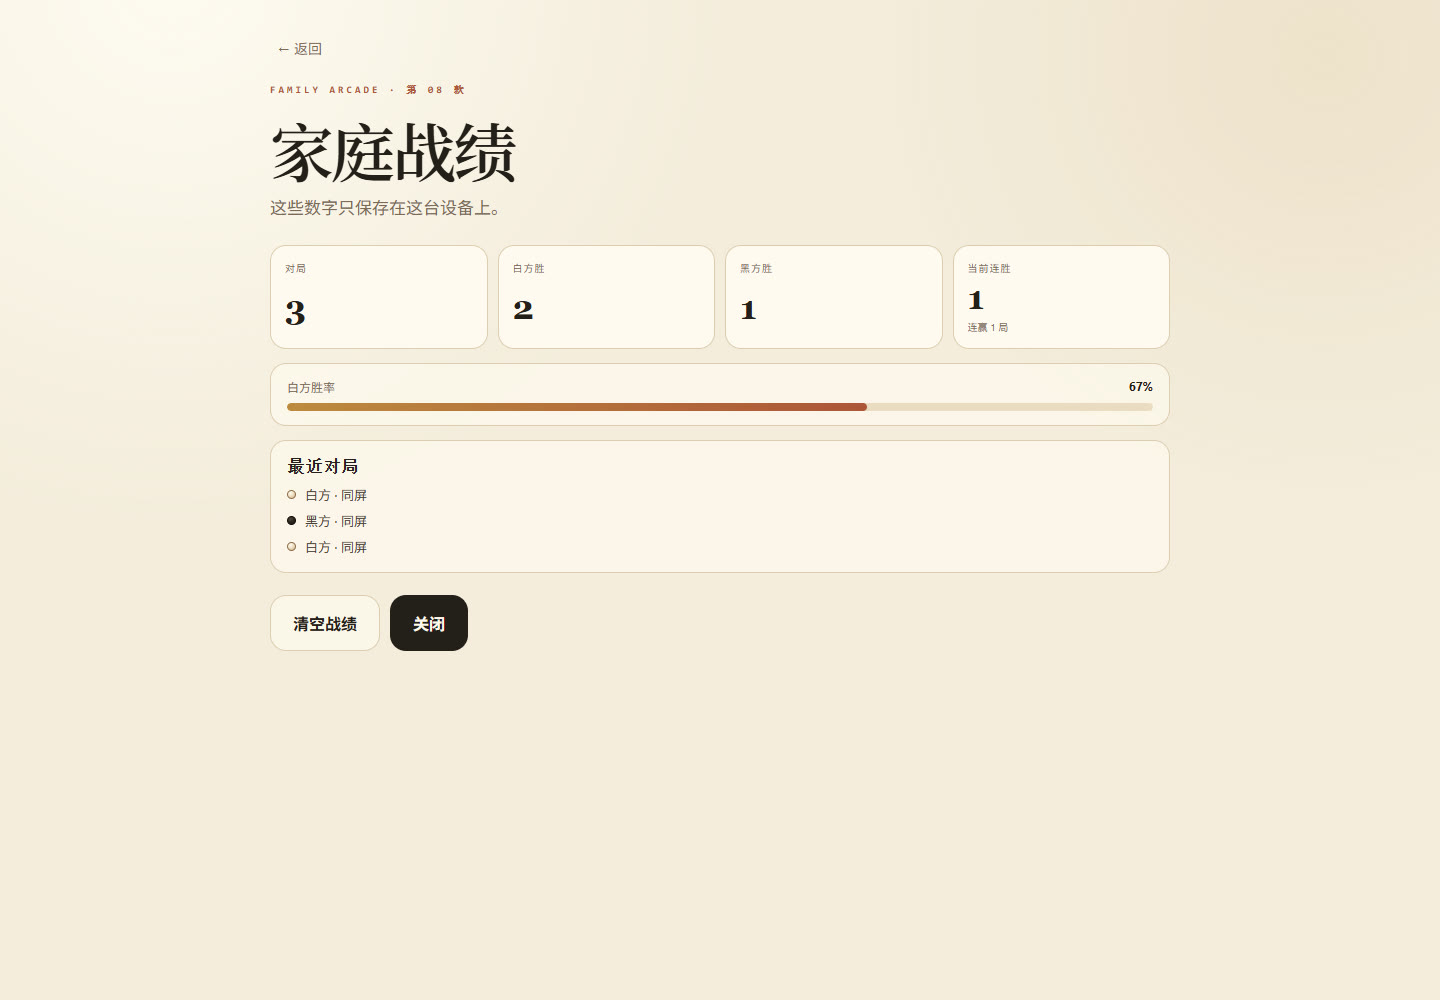 ← 返回
FAMILY ARCADE · 第 08 款
家庭战绩
这些数字只保存在这台设备上。
对局
3
白方胜
2
黑方胜
1
当前连胜
1
连赢 1 局
白方胜率
67%
最近对局
白方 · 同屏
黑方 · 同屏
白方 · 同屏
清空战绩
关闭